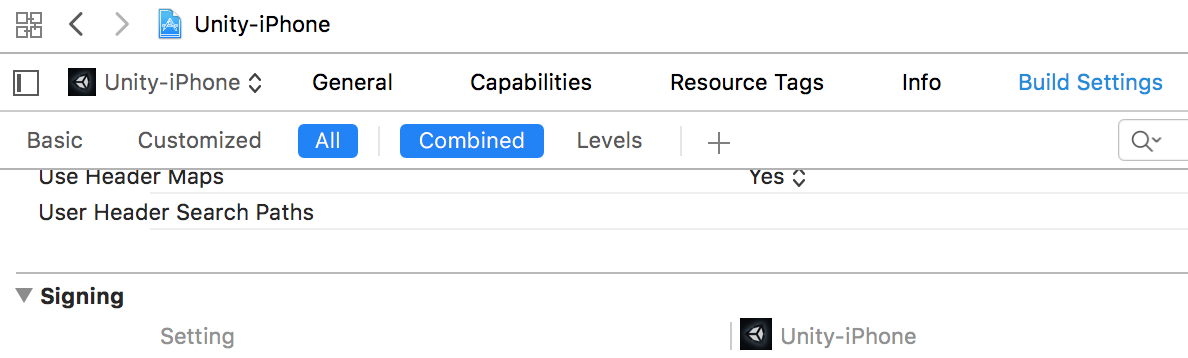 Unity-iPhone
Unity-iPhone General Capabilities Resource Tags Info Build Settings
Basic Customized All Combined Levels +
Use Header Maps Yes
User Header Search Paths
Signing
Setting Unity-iPhone